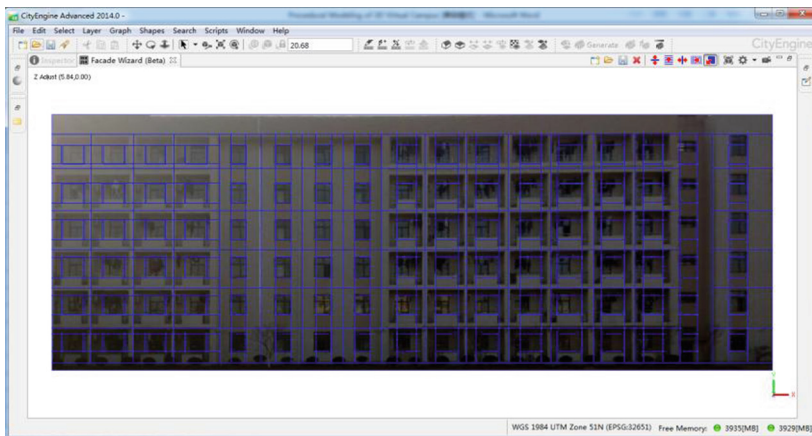 CityEngine Advanced 2014.0 -
File Edit Select Layer Graph Shapes Search Scripts Window Help
20.68
Generate
CityEngine
Inspector Facade Wizard (Beta)
Z Adjust (5.84,0.00)
Y
X
WGS 1984 UTM Zone 51N (EPSG:32651) Free Memory: 3935[MB] 3929[MB]